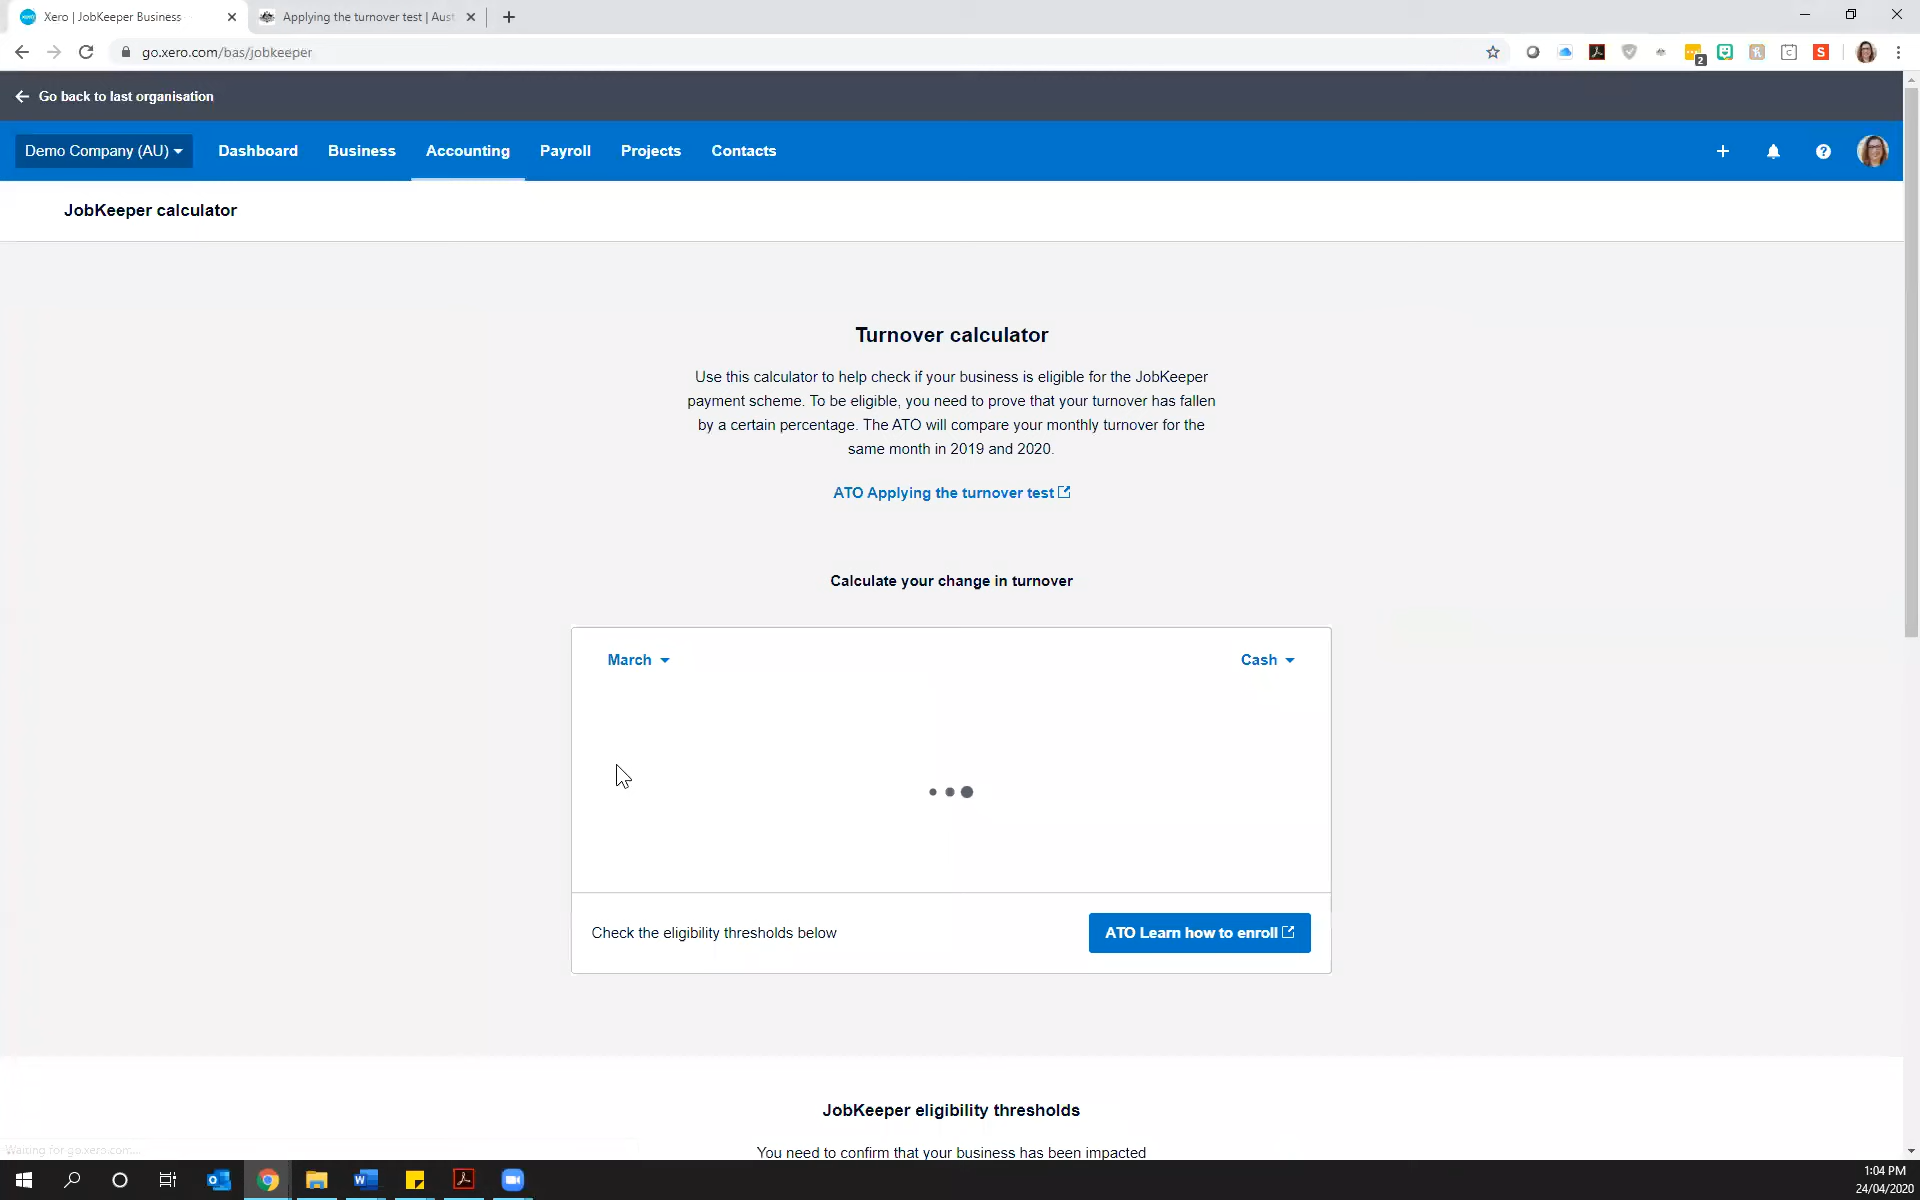 Xero | JobKeeper Business
Applying the turnover test | Aust
go.xero.com/bas/jobkeeper
2
S
Go back to last organisation
Demo Company (AU)
Dashboard
Business
Accounting
Payroll
Projects
Contacts
JobKeeper calculator
Turnover calculator
Use this calculator to help check if your business is eligible for the JobKeeper
payment scheme. To be eligible, you need to prove that your turnover has fallen
by a certain percentage. The ATO will compare your monthly turnover for the
same month in 2019 and 2020.
ATO Applying the turnover test
Calculate your change in turnover
March
Cash
Check the eligibility thresholds below
ATO Learn how to enroll
JobKeeper eligibility thresholds
You need to confirm that your business has been impacted
Waiting for go.xero.com...
1:04 PM
24/04/2020